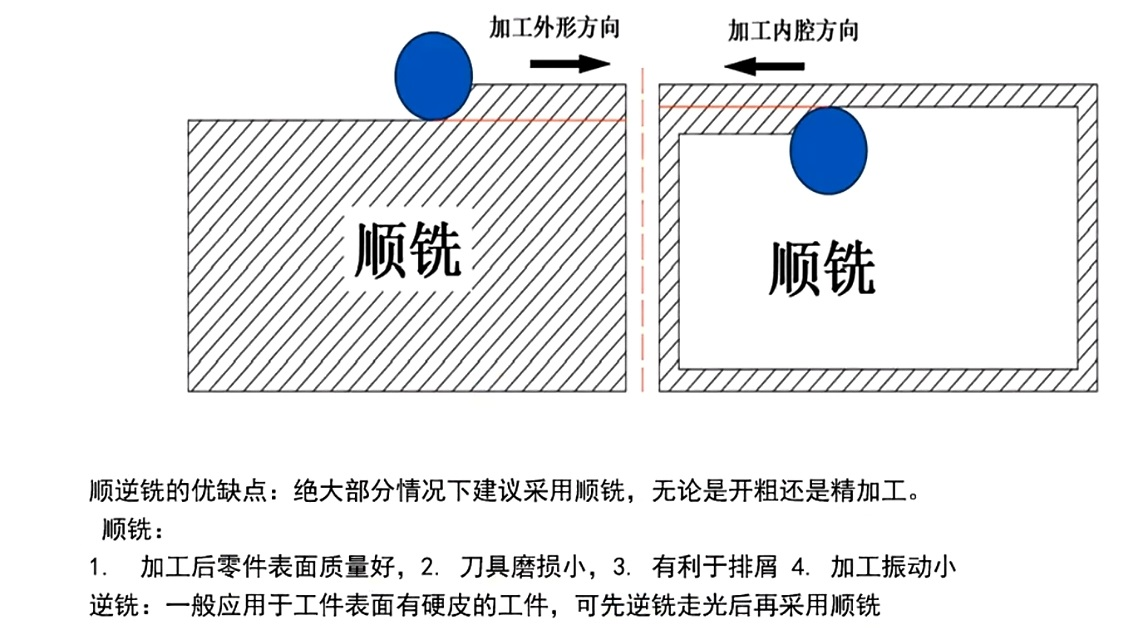 加工外形方向
加工内腔方向
顺铣
顺铣
顺逆铣的优缺点：绝大部分情况下建议采用顺铣，无论是开粗还是精加工。
顺铣：
1. 加工后零件表面质量好，2. 刀具磨损小，3. 有利于排屑 4. 加工振动小
逆铣：一般应用于工件表面有硬皮的工件，可先逆铣走光后再采用顺铣